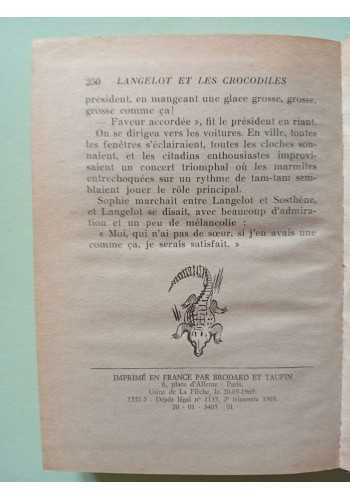 250 LANGELOT ET LES CROCODILES
président, en mangeant une glace grosse, grosse,
grosse comme ça!
— Faveur accordée », fit le président en riant.
On se dirigea vers les voitures. En ville, toutes
les fenêtres s'éclairaient, toutes les cloches son-
naient, et les citadins enthousiastes improvi-
saient un concert triomphal où les marmites
entrechoquées sur un rythme de tam-tam sem-
blaient jouer le rôle principal.
Sophie marchait entre Langelot et Sosthène,
et Langelot se disait, avec beaucoup d'admira-
tion et un peu de mélancolie :
« Moi, qui n'ai pas de sœur, si j'en avais une
comme ça, je serais satisfait. »
IMPRIMÉ EN FRANCE PAR BRODARD ET TAUPIN
6, place d'Alleray - Paris.
Usine de La Flèche, le 20-05-1969.
1337-5 - Dépôt légal n° 1137, 2e trimestre 1969.
20 - 01 - 3405 01